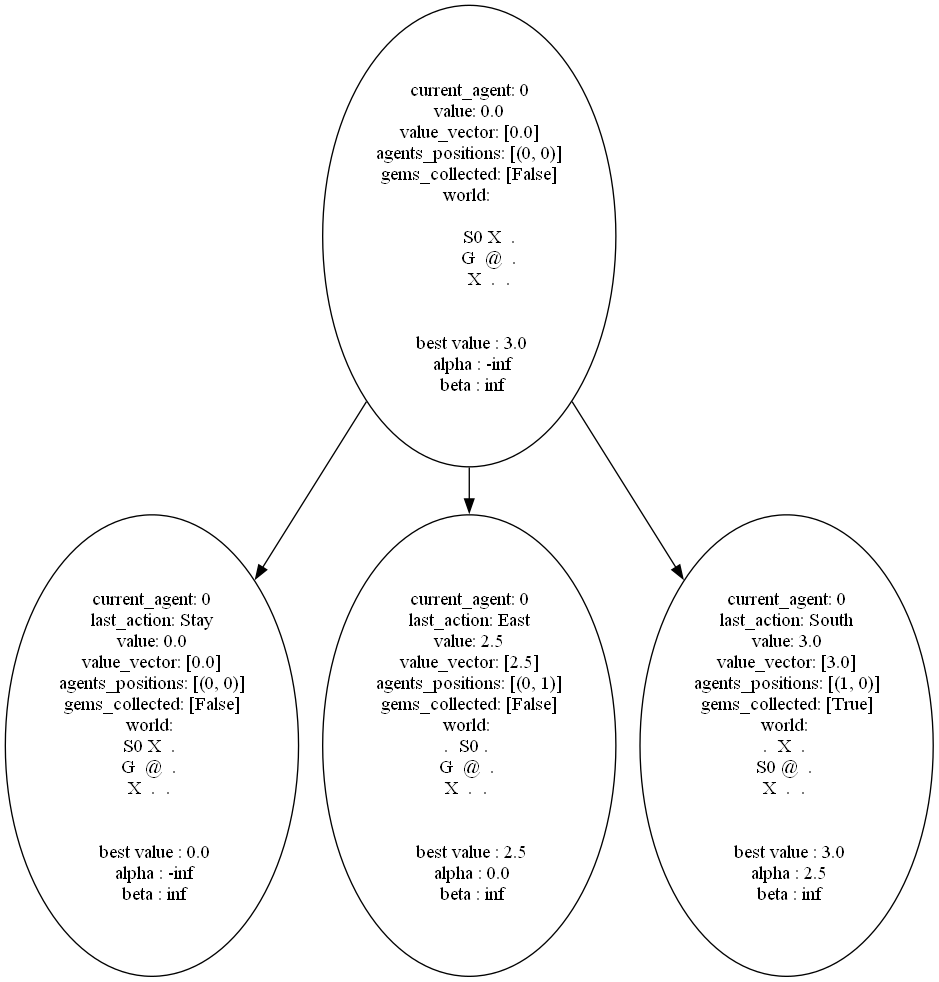 current_agent: 0
value: 0.0
value_vector: [0.0]
agents_positions: [(0, 0)]
gems_collected: [False]
world:
S0 X .
G @ .
X . .
best value : 3.0
alpha : -inf
beta : inf
current_agent: 0
last_action: Stay
value: 0.0
value_vector: [0.0]
agents_positions: [(0, 0)]
gems_collected: [False]
world:
S0 X .
G @ .
X . .
best value : 0.0
alpha : -inf
beta : inf
current_agent: 0
last_action: East
value: 2.5
value_vector: [2.5]
agents_positions: [(0, 1)]
gems_collected: [False]
world:
. S0 .
G @ .
X . .
best value : 2.5
alpha : 0.0
beta : inf
current_agent: 0
last_action: South
value: 3.0
value_vector: [3.0]
agents_positions: [(1, 0)]
gems_collected: [True]
world:
. X .
S0 @ .
X . .
best value : 3.0
alpha : 2.5
beta : inf